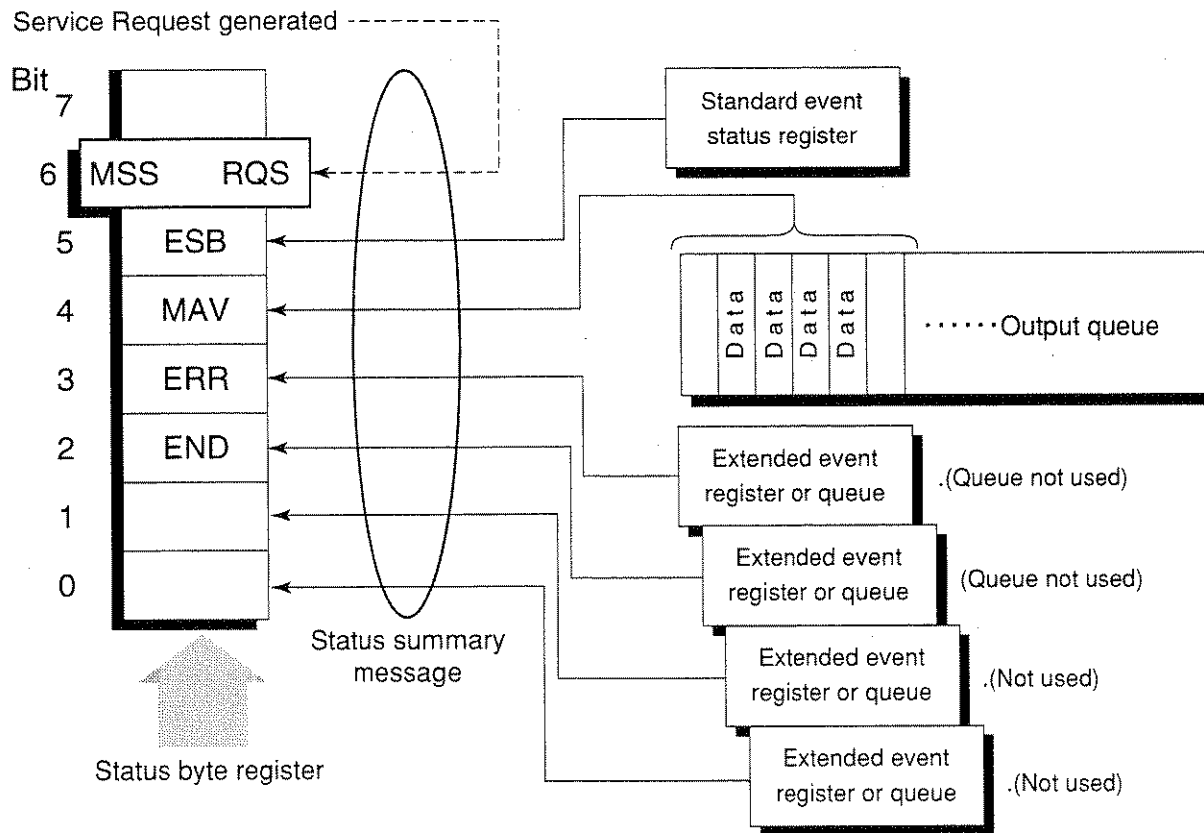 Service Request generated
Bit
7
6 MSS RQS
5 ESB
4 MAV
3 ERR
2 END
1
0
Status summary
message
Status byte register
Standard event
status register
Data Data Data Data
......Output queue
Extended event
register or queue
.(Queue not used)
Extended event
register or queue
(Queue not used)
Extended event
register or queue
.(Not used)
Extended event
register or queue
.(Not used)